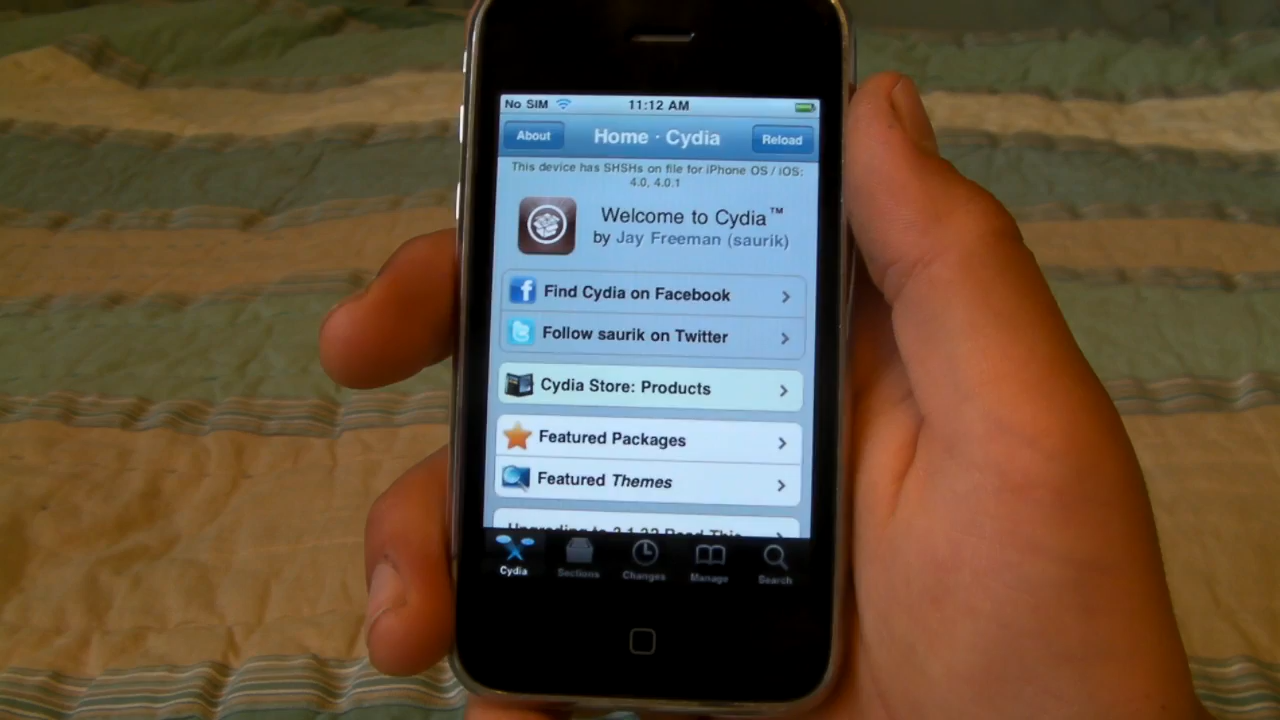 No SIM 11:12 AM
About Home · Cydia Reload
This device has SHSHs on file for iPhone OS / iOS:
4.0, 4.0.1
Welcome to Cydia™
by Jay Freeman (saurik)
f Find Cydia on Facebook
Follow saurik on Twitter
Cydia Store: Products
Featured Packages
Featured Themes
Upgrading to 3.1.3? Read This
Cydia Sections Changes Manage Search